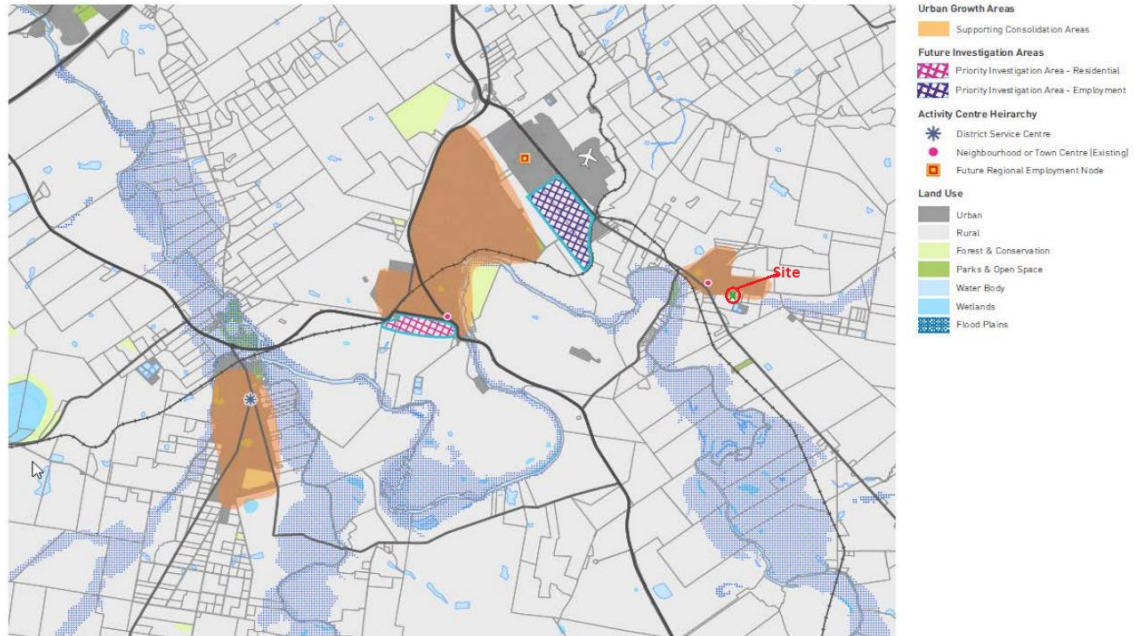 Urban Growth Areas
Supporting Consolidation Areas
Future Investigation Areas
Priority Investigation Area - Residential
Priority Investigation Area - Employment
Activity Centre Heirarchy
District Service Centre
Neighbourhood or Town Centre (Existing)
Future Regional Employment Node
Land Use
Urban
Rural
Forest & Conservation
Parks & Open Space
Water Body
Wetlands
Flood Plains
Site